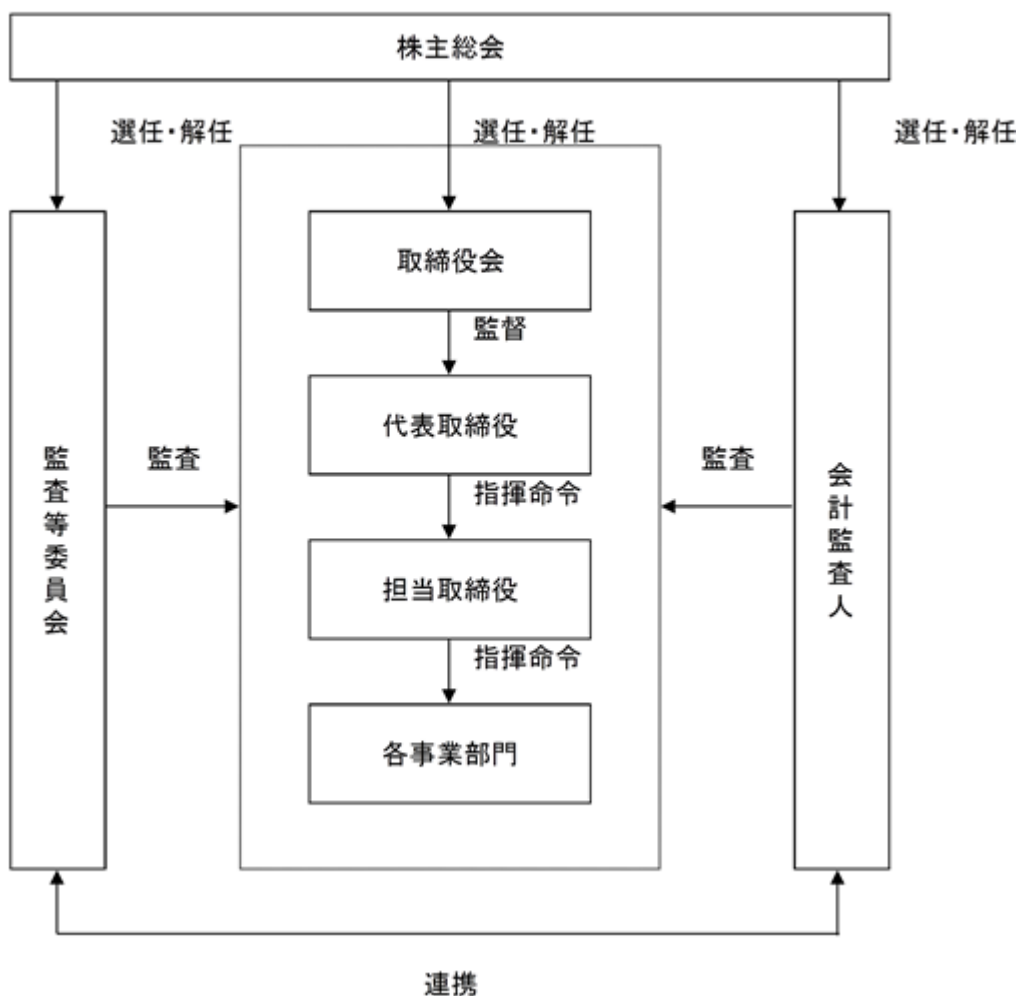 株主総会
選任・解任
選任・解任
選任・解任
取締役会
監督
代表取締役
監査
監査
指揮命令
監査等委員会
会計監査人
担当取締役
指揮命令
各事業部門
連携